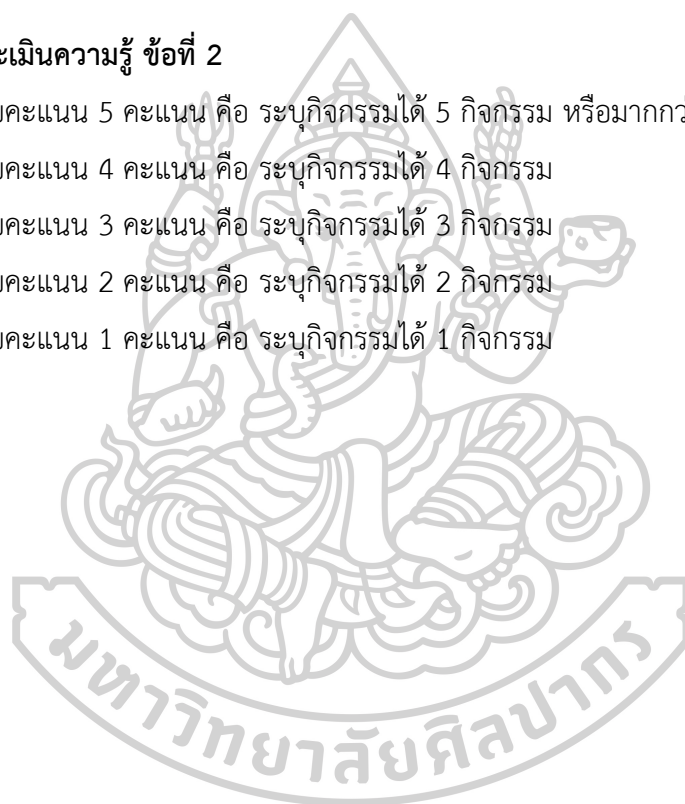 ะเมินความรู้ ข้อที่ 2
คะแนน 5 คะแนน คือ ระบุกิจกรรมได้ 5 กิจกรรม หรือมากกว
คะแนน 4 คะแนน คือ ระบุกิจกรรมได้ 4 กิจกรรม
คะแนน 3 คะแนน คือ ระบุกิจกรรมได้ 3 กิจกรรม
คะแนน 2 คะแนน คือ ระบุกิจกรรมได้ 2 กิจกรรม
คะแนน 1 คะแนน คือ ระบุกิจกรรมได้ 1 กิจกรรม
มหาวิทยาลัยศิลปากร